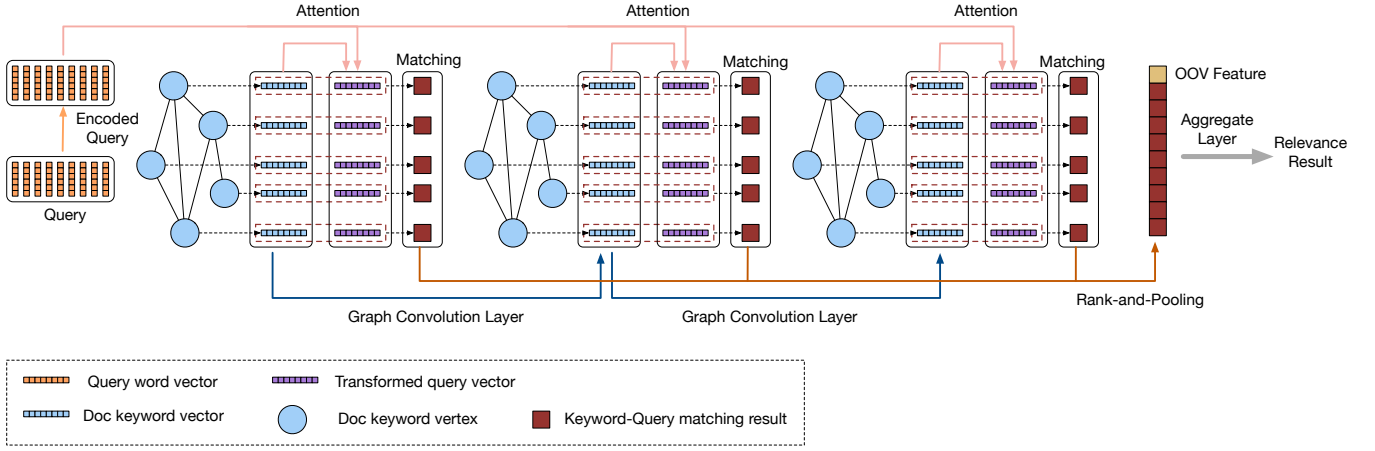 Attention
Attention
Attention
Matching
Matching
Matching
OOV Feature
Encoded
Query
Aggregate
Layer
Relevance
Result
Query
Rank-and-Pooling
Graph Convolution Layer
Graph Convolution Layer
Query word vector
Transformed query vector
Doc keyword vector
Doc keyword vertex
Keyword-Query matching result